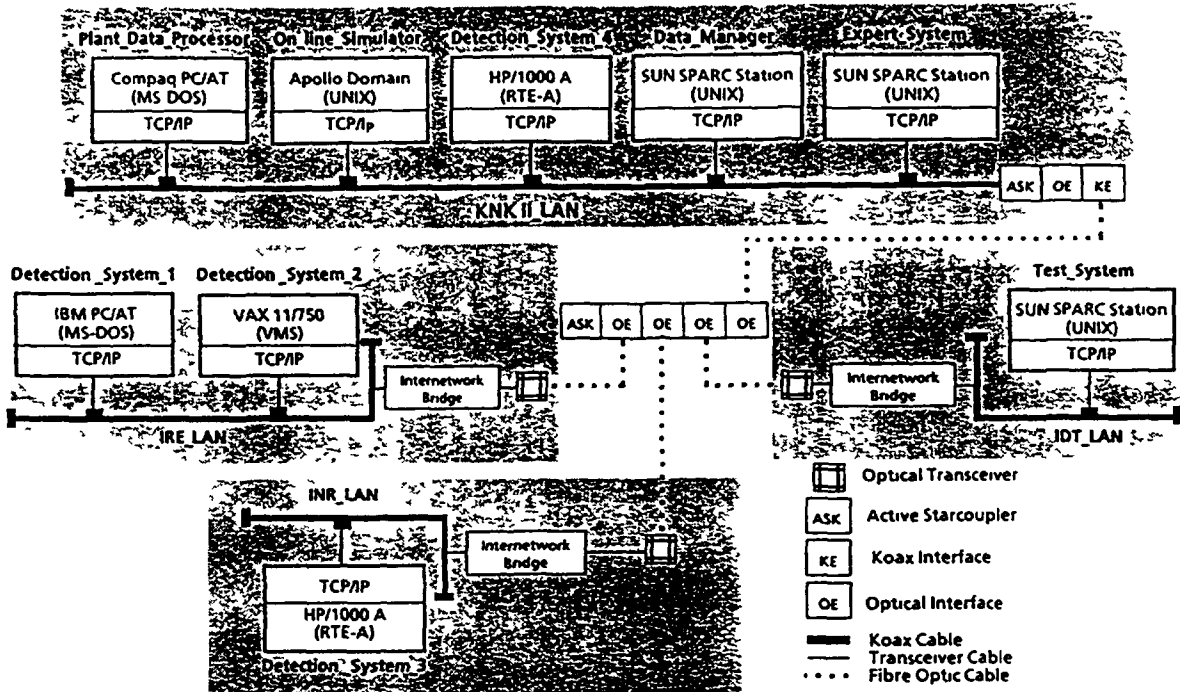 Plant_Data_Processor
On line_Simulator
Detection_System_4
Data_Manager
Expert_System
Compaq PC/AT
(MS DOS)
TCP/IP
Apollo Domain
(UNIX)
TCP/IP
HP/1000 A
(RTE-A)
TCP/IP
SUN SPARC Station
(UNIX)
TCP/IP
SUN SPARC Station
(UNIX)
TCP/IP
ASK
OE
KE
KNK II_LAN
Detection_System_1
Detection_System_2
Test_System
IBM PC/AT
(MS-DOS)
TCP/IP
VAX 11/750
(VMS)
TCP/IP
ASK
OE
OE
OE
OE
SUN SPARC Station
(UNIX)
TCP/IP
Internetwork
Bridge
Internetwork
Bridge
IRE_LAN
IDT_LAN
INR_LAN
Internetwork
Bridge
TCP/IP
HP/1000 A
(RTE-A)
Detection_System_3
Optical Transceiver
ASK
Active Starcoupler
KE
Koax Interface
OE
Optical Interface
Koax Cable
Transceiver Cable
Fibre Optic Cable